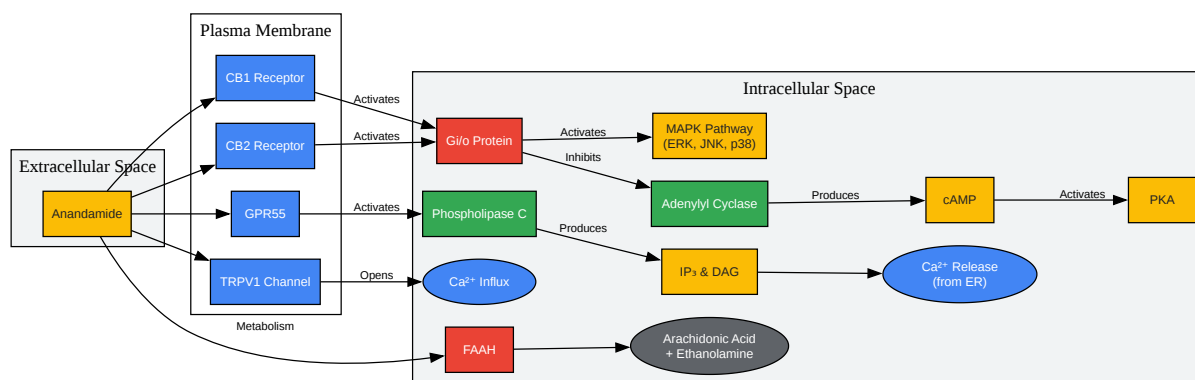 Plasma Membrane
Extracellular Space
Intracellular Space
Anandamide
CB1 Receptor
CB2 Receptor
GPR55
TRPV1 Channel
Metabolism
Activates
Activates
Activates
Opens
Gi/o Protein
Phospholipase C
Ca²⁺ Influx
FAAH
Activates
Inhibits
Produces
MAPK Pathway
(ERK, JNK, p38)
Adenylyl Cyclase
IP₃ & DAG
Arachidonic Acid
+ Ethanolamine
Produces
cAMP
Ca²⁺ Release
(from ER)
Activates
PKA